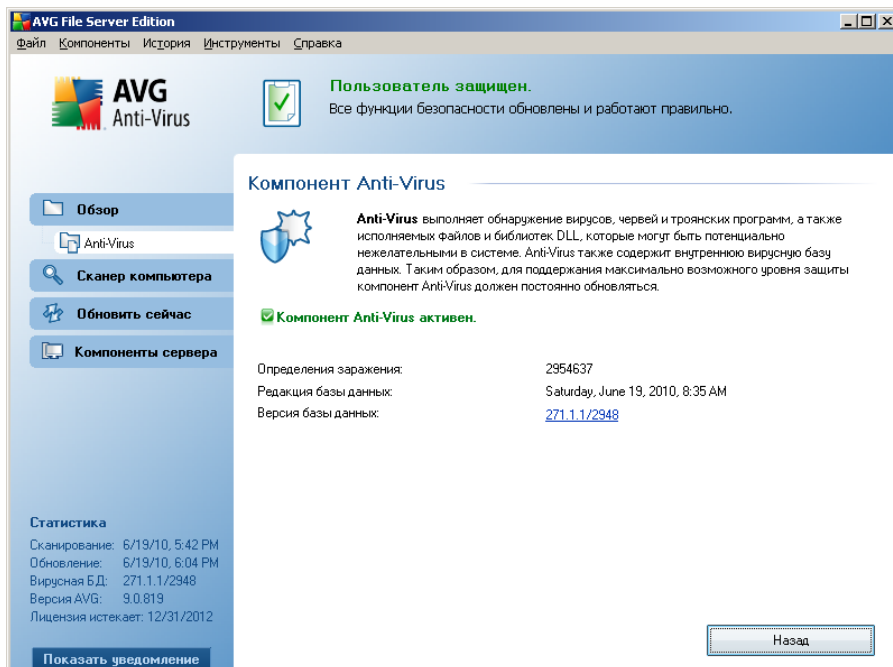 AVG File Server Edition
Файл Компоненты История Инструменты Справка
AVG
Anti-Virus
Пользователь защищен.
Все функции безопасности обновлены и работают правильно.
Обзор
Anti-Virus
Сканер компьютера
Обновить сейчас
Компоненты сервера
Компонент Anti-Virus
Anti-Virus выполняет обнаружение вирусов, червей и троянских программ, а также
исполняемых файлов и библиотек DLL, которые могут быть потенциально
нежелательными в системе. Anti-Virus также содержит внутреннюю вирусную базу
данных. Таким образом, для поддержания максимально возможного уровня защиты
компонент Anti-Virus должен постоянно обновляться.
Компонент Anti-Virus активен.
Определения заражения: 2954637
Редакция базы данных: Saturday, June 19, 2010, 8:35 AM
Версия базы данных: 271.1.1/2948
Статистика
Сканирование: 6/19/10, 5:42 PM
Обновление: 6/19/10, 6:04 PM
Вирусная БД: 271.1.1/2948
Версия AVG: 9.0.819
Лицензия истекает: 12/31/2012
Показать уведомление
Назад